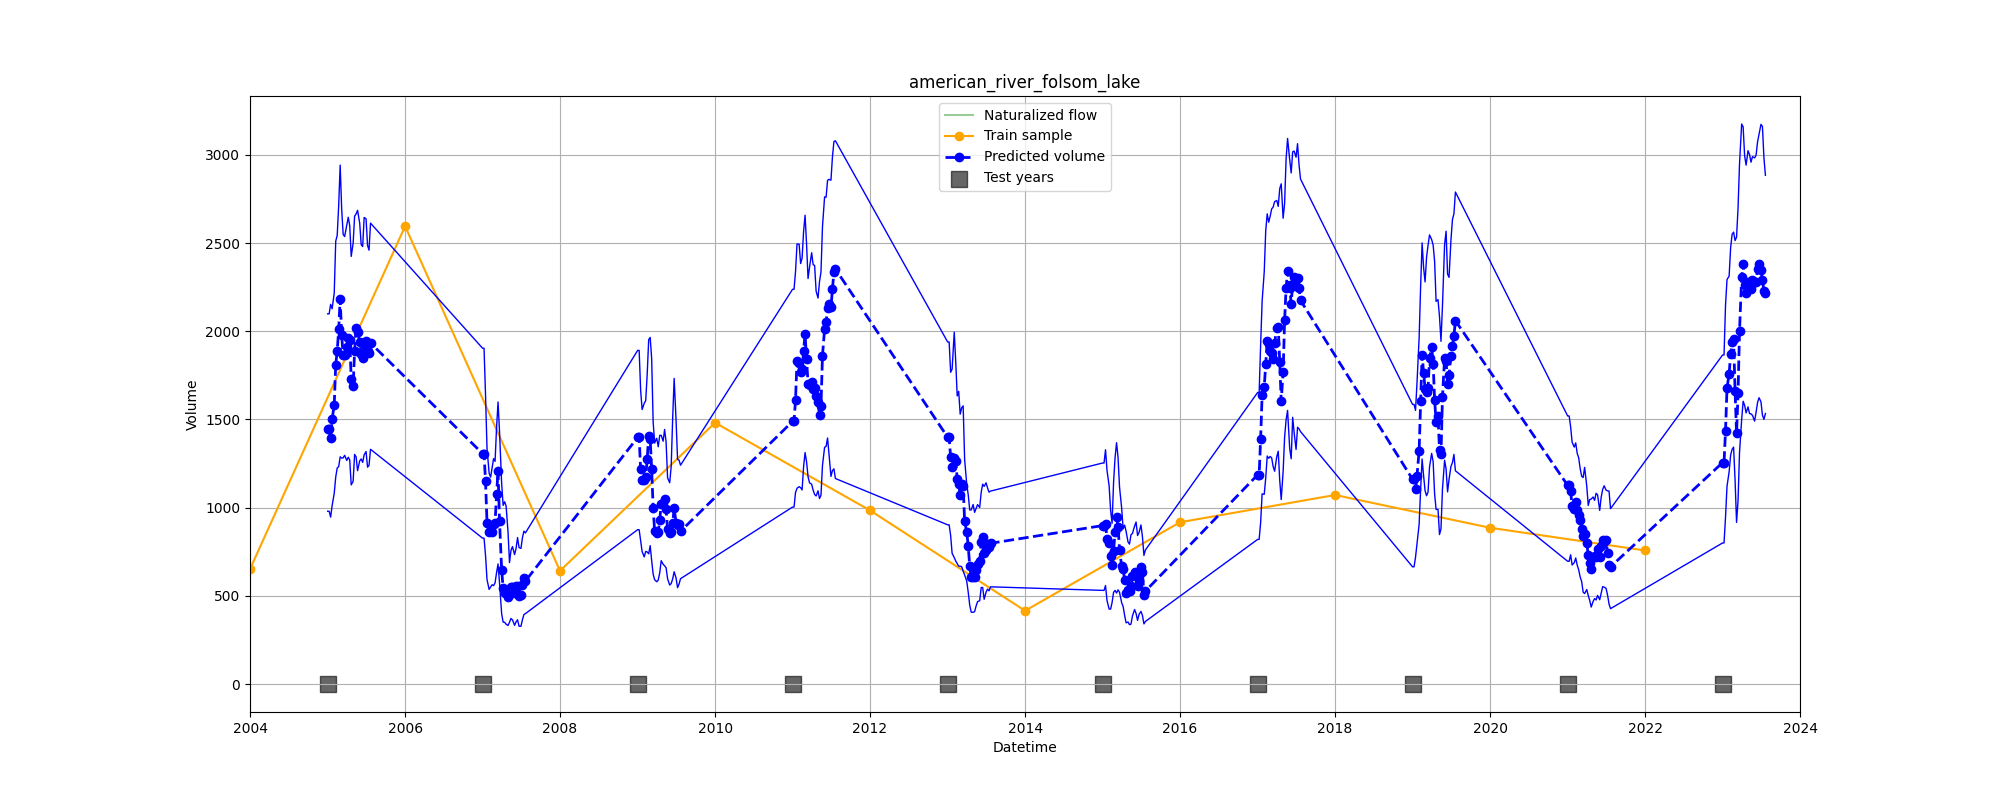 american_river_folsom_lake
Naturalized flow
Train sample
Predicted volume
Test years
3000
2500
2000
1500
1000
500
0
Volume
2004 2006 2008 2010 2012 2014 2016 2018 2020 2022 2024
Datetime